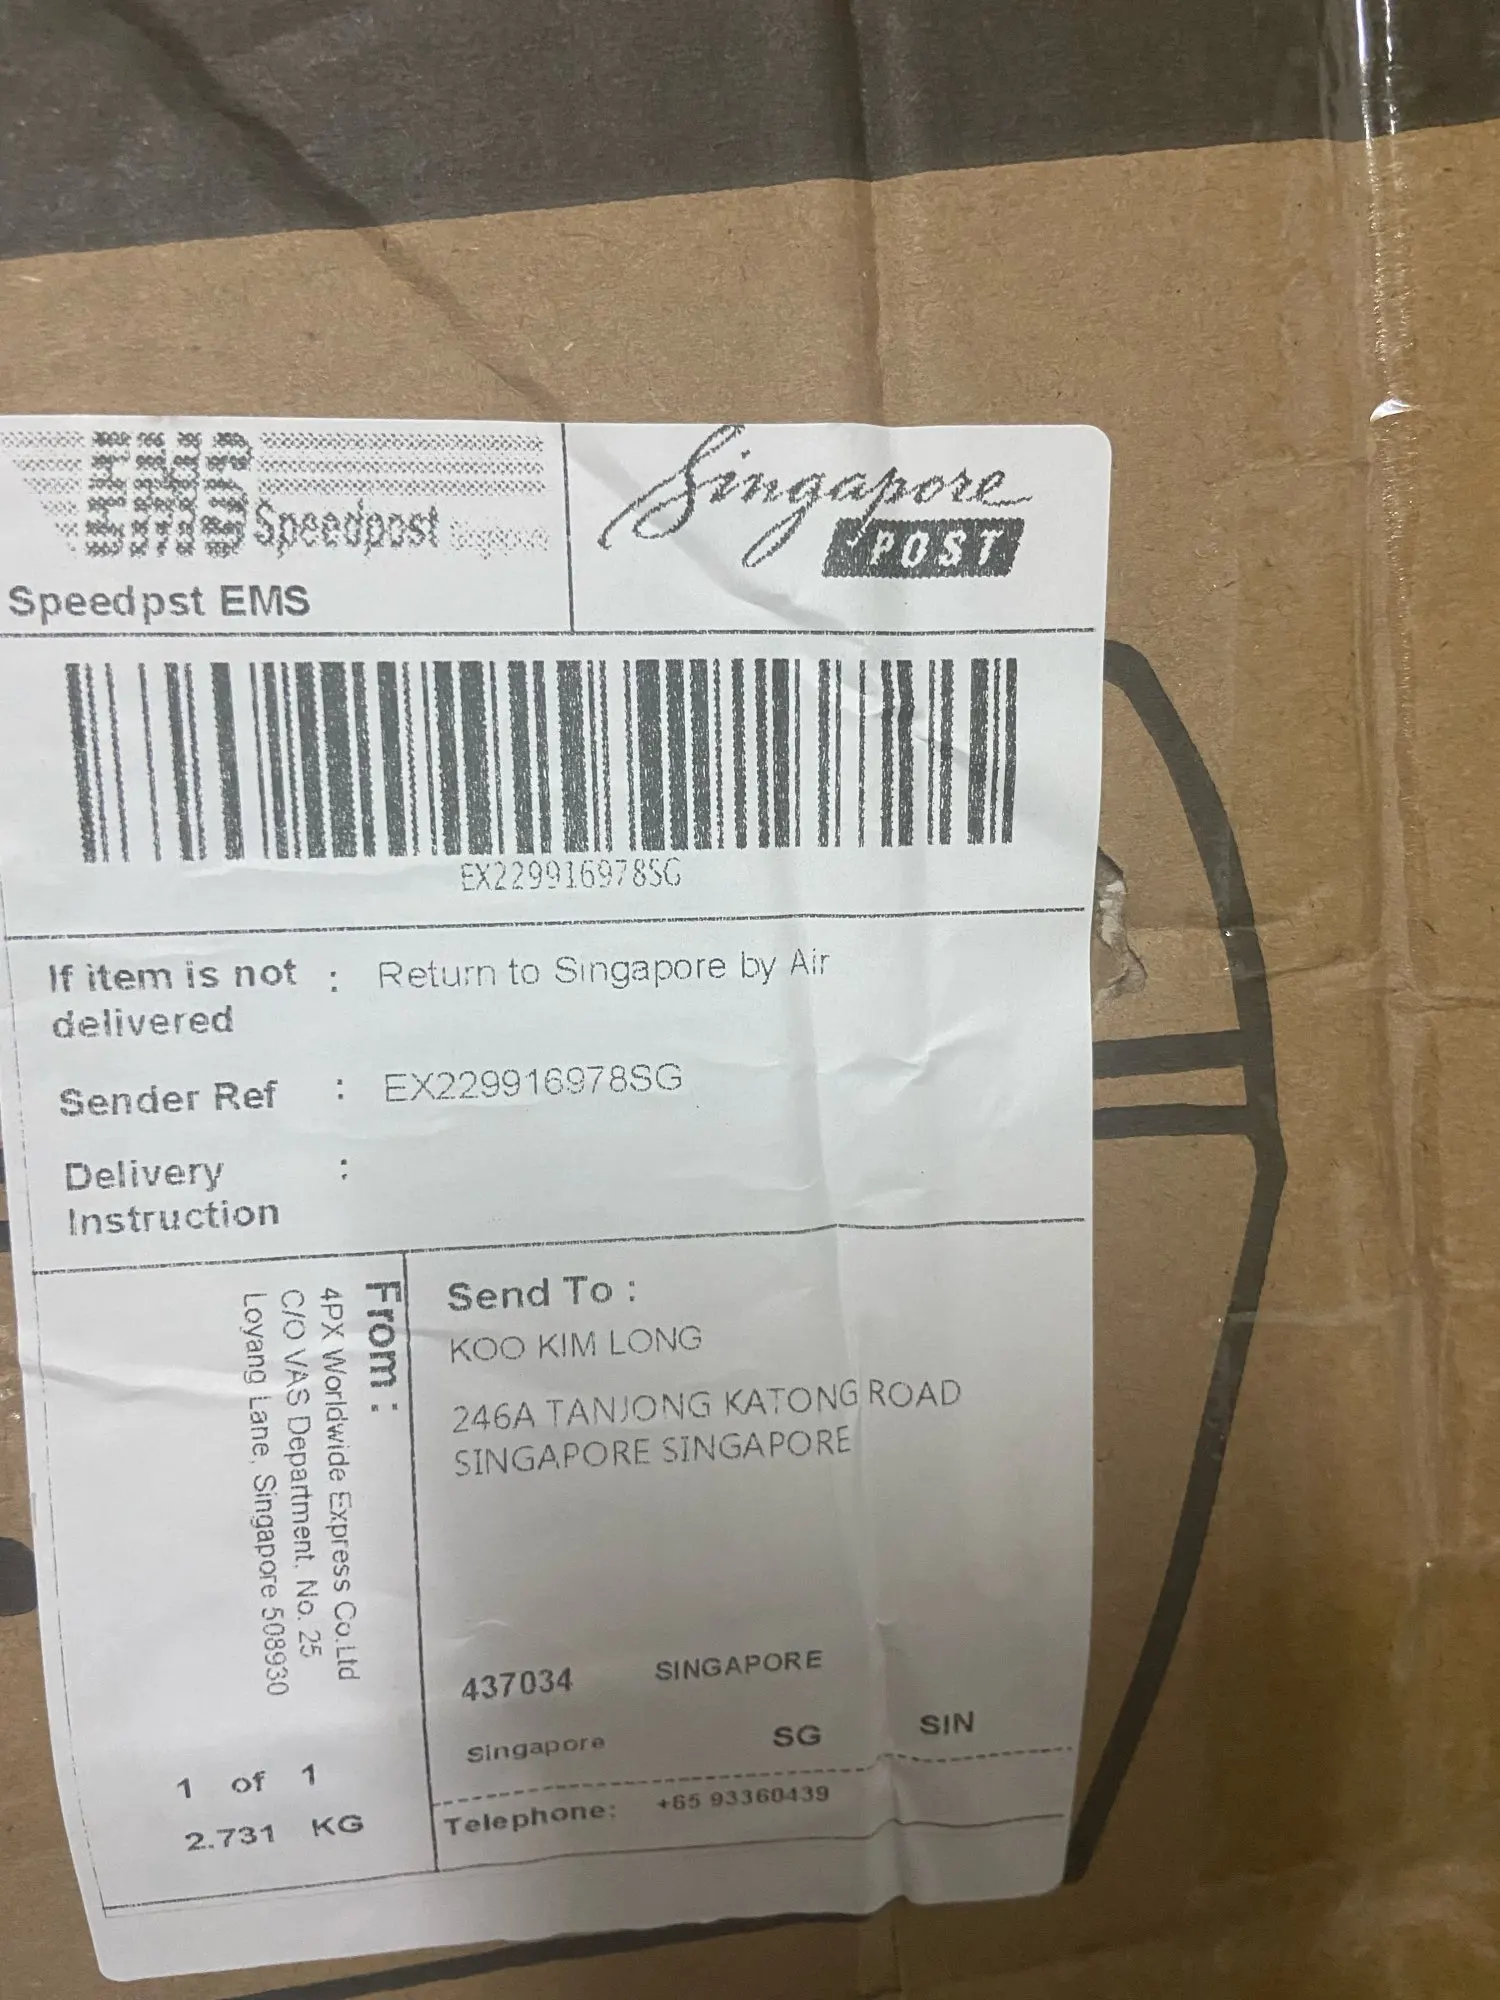 EMS Speedpost
Speedpst EMS
Singapore
POST
EX229916978SG
If item is not : Return to Singapore by Air
delivered
Sender Ref : EX229916978SG
Delivery :
Instruction
From :
4PX Worldwide Express Co.Ltd
C/O VAS Department, No. 25
Loyang Lane, Singapore 508930
1 of 1
2.731 KG
Send To :
KOO KIM LONG
246A TANJONG KATONG ROAD
SINGAPORE SINGAPORE
437034 SINGAPORE
Singapore SG SIN
Telephone: +65 93360439